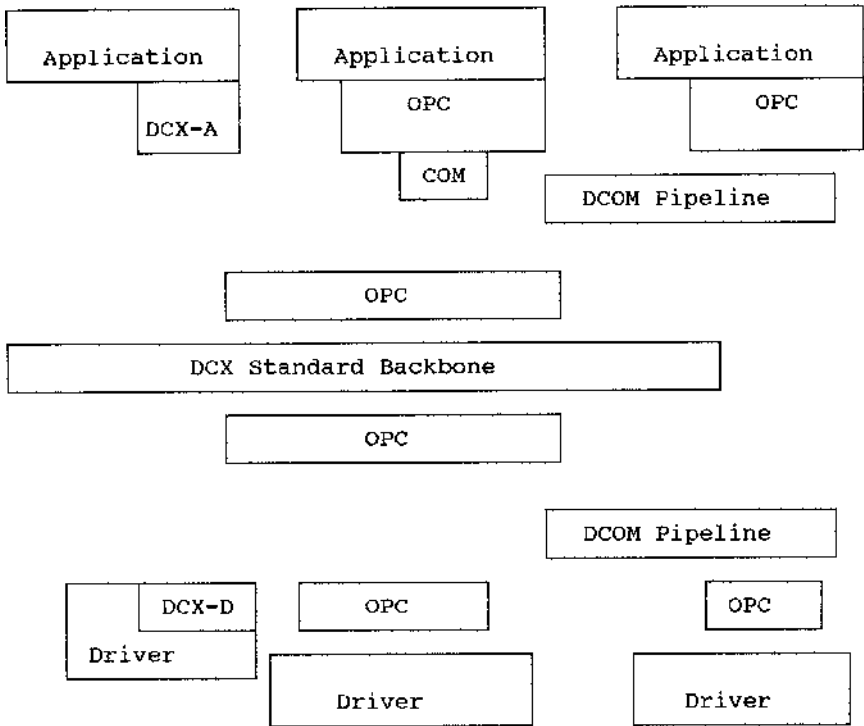 Application
Application
Application
DCX-A
OPC
OPC
COM
DCOM Pipeline
OPC
DCX Standard Backbone
OPC
DCOM Pipeline
DCX-D
OPC
OPC
Driver
Driver
Driver